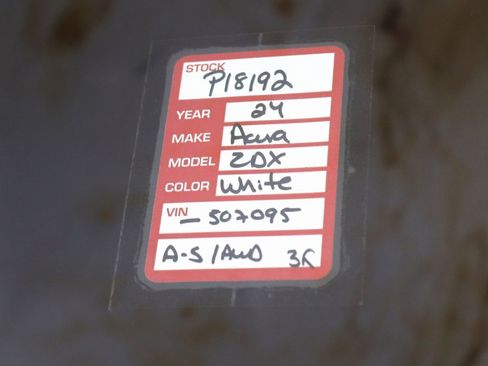 STOCK P18192
YEAR 24
MAKE Acura
MODEL ZDX
COLOR White
VIN -507095
A-S/AWD 3R